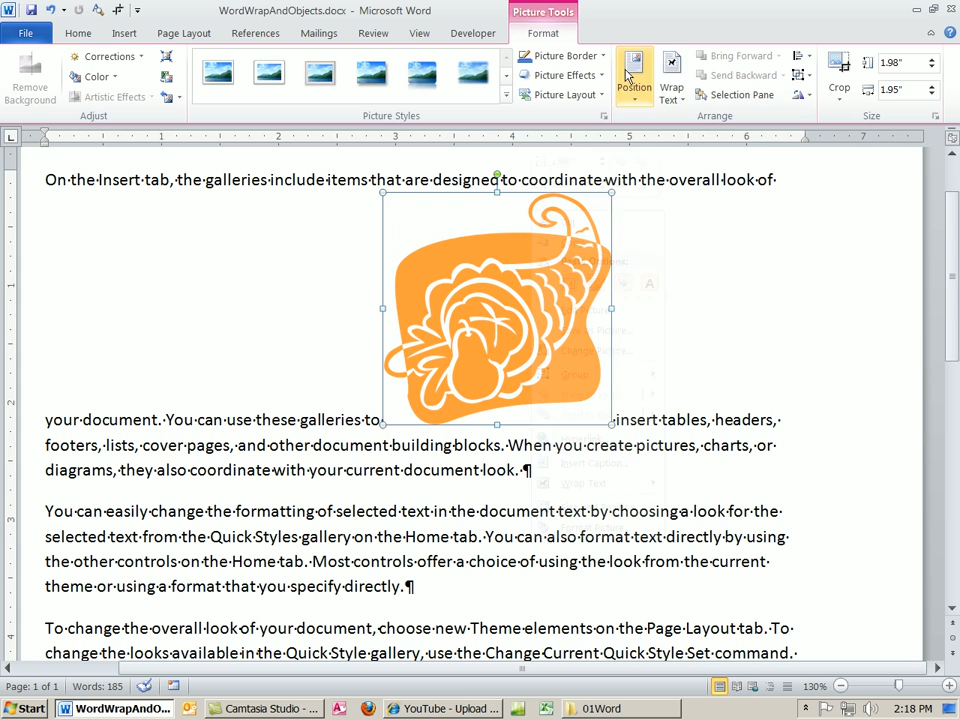 WordWrapAndObjects.docx - Microsoft Word
Picture Tools
File Home Insert Page Layout References Mailings Review View Developer Format
Remove Background
Corrections
Color
Artistic Effects
Adjust
Picture Styles
Picture Border
Picture Effects
Picture Layout
Position
Wrap Text
Bring Forward
Send Backward
Selection Pane
Arrange
Crop
1.98"
1.95"
Size
1 2 3 4 5 6 7
On the Insert tab, the galleries include items that are designed to coordinate with the overall look of
your document. You can use these galleries to insert tables, headers,
footers, lists, cover pages, and other document building blocks. When you create pictures, charts, or
diagrams, they also coordinate with your current document look. ¶
You can easily change the formatting of selected text in the document text by choosing a look for the
selected text from the Quick Styles gallery on the Home tab. You can also format text directly by using
the other controls on the Home tab. Most controls offer a choice of using the look from the current
theme or using a format that you specify directly. ¶
To change the overall look of your document, choose new Theme elements on the Page Layout tab. To
change the looks available in the Quick Style gallery, use the Change Current Quick Style Set command.
Insert Caption...
Wrap Text
Page: 1 of 1
Words: 185
130%
Start
WordWrapAndO...
Camtasia Studio - ...
YouTube - Upload ...
01Word
2:18 PM